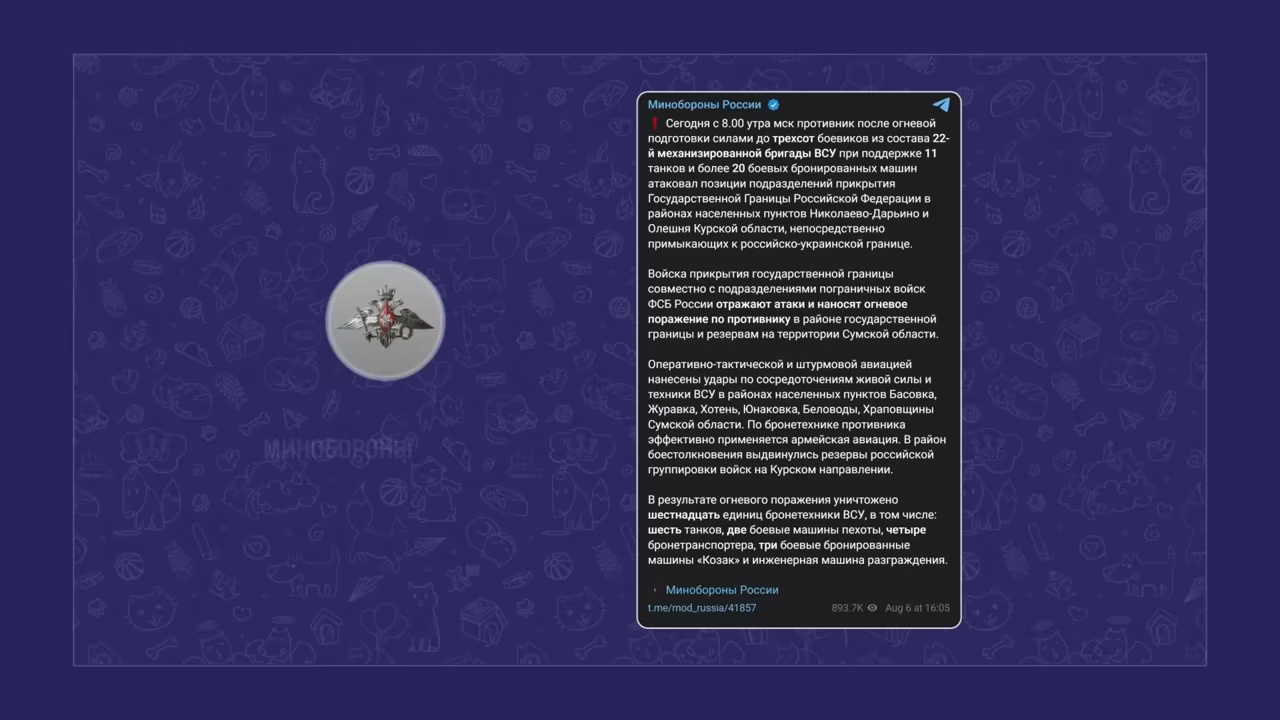 Минобороны России
Сегодня с 8.00 утра мск противник после огневой
подготовки силами до трехсот боевиков из состава 22-
й механизированной бригады ВСУ при поддержке 11
танков и более 20 боевых бронированных машин
атаковал позиции подразделений прикрытия
Государственной Границы Российской Федерации в
районах населенных пунктов Николаево-Дарьино и
Олешня Курской области, непосредственно
примыкающих к российско-украинской границе.
Войска прикрытия государственной границы
совместно с подразделениями пограничных войск
ФСБ России отражают атаки и наносят огневое
поражение по противнику в районе государственной
границы и резервам на территории Сумской области.
Оперативно-тактической и штурмовой авиацией
нанесены удары по сосредоточениям живой силы и
техники ВСУ в районах населенных пунктов Басовка,
Журавка, Хотень, Юнаковка, Беловоды, Храповщины
Сумской области. По бронетехнике противника
эффективно применяется армейская авиация. В район
боестолкновения выдвинулись резервы российской
группировки войск на Курском направлении.
В результате огневого поражения уничтожено
шестнадцать единиц бронетехники ВСУ, в том числе:
шесть танков, две боевые машины пехоты, четыре
бронетранспортера, три боевые бронированные
машины «Козак» и инженерная машина разграждения.
Минобороны России
t.me/mod_russia/41857 893.7K Aug 6 at 16:05
МИНОБОРОНЫ